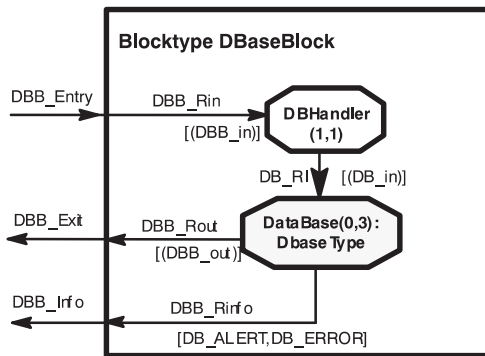 Blocktype DBaseBlock
DBB_Entry
DBB_Rin
[(DBB_in)]
DBHandler
(1,1)
DB_RI
[(DB_in)]
DataBase(0,3):
DbaseType
DBB_Exit
DBB_Rout
[(DBB_out)]
DBB_Info
DBB_Rinfo
[DB_ALERT,DB_ERROR]